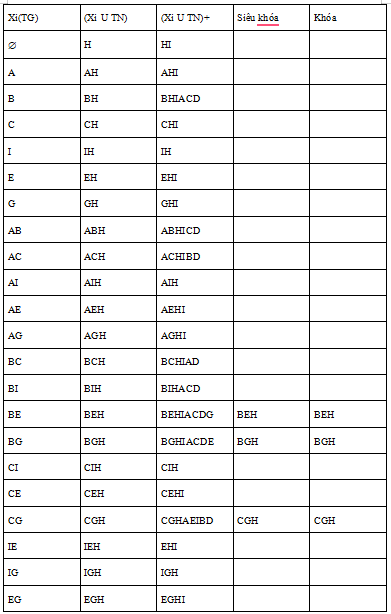 Xi(TG) (Xi U TN) (Xi U TN)+ Siêu khóa Khóa
∅ H HI
A AH AHI
B BH BHIACD
C CH CHI
I IH IH
E EH EHI
G GH GHI
AB ABH ABHICD
AC ACH ACHIBD
AI AIH AIH
AE AEH AEHI
AG AGH AGHI
BC BCH BCHIAD
BI BIH BIHACD
BE BEH BEHIACDG BEH BEH
BG BGH BGHIACDE BGH BGH
CI CIH CIH
CE CEH CEHI
CG CGH CGHAEIBD CGH CGH
IE IEH EHI
IG IGH IGH
EG EGH EGHI